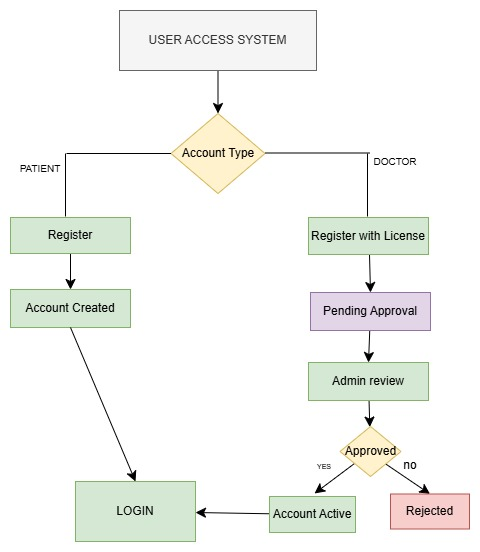 USER ACCESS SYSTEM
Account Type
PATIENT
DOCTOR
Register
Register with License
Account Created
Pending Approval
Admin review
Approved
YES
no
LOGIN
Account Active
Rejected